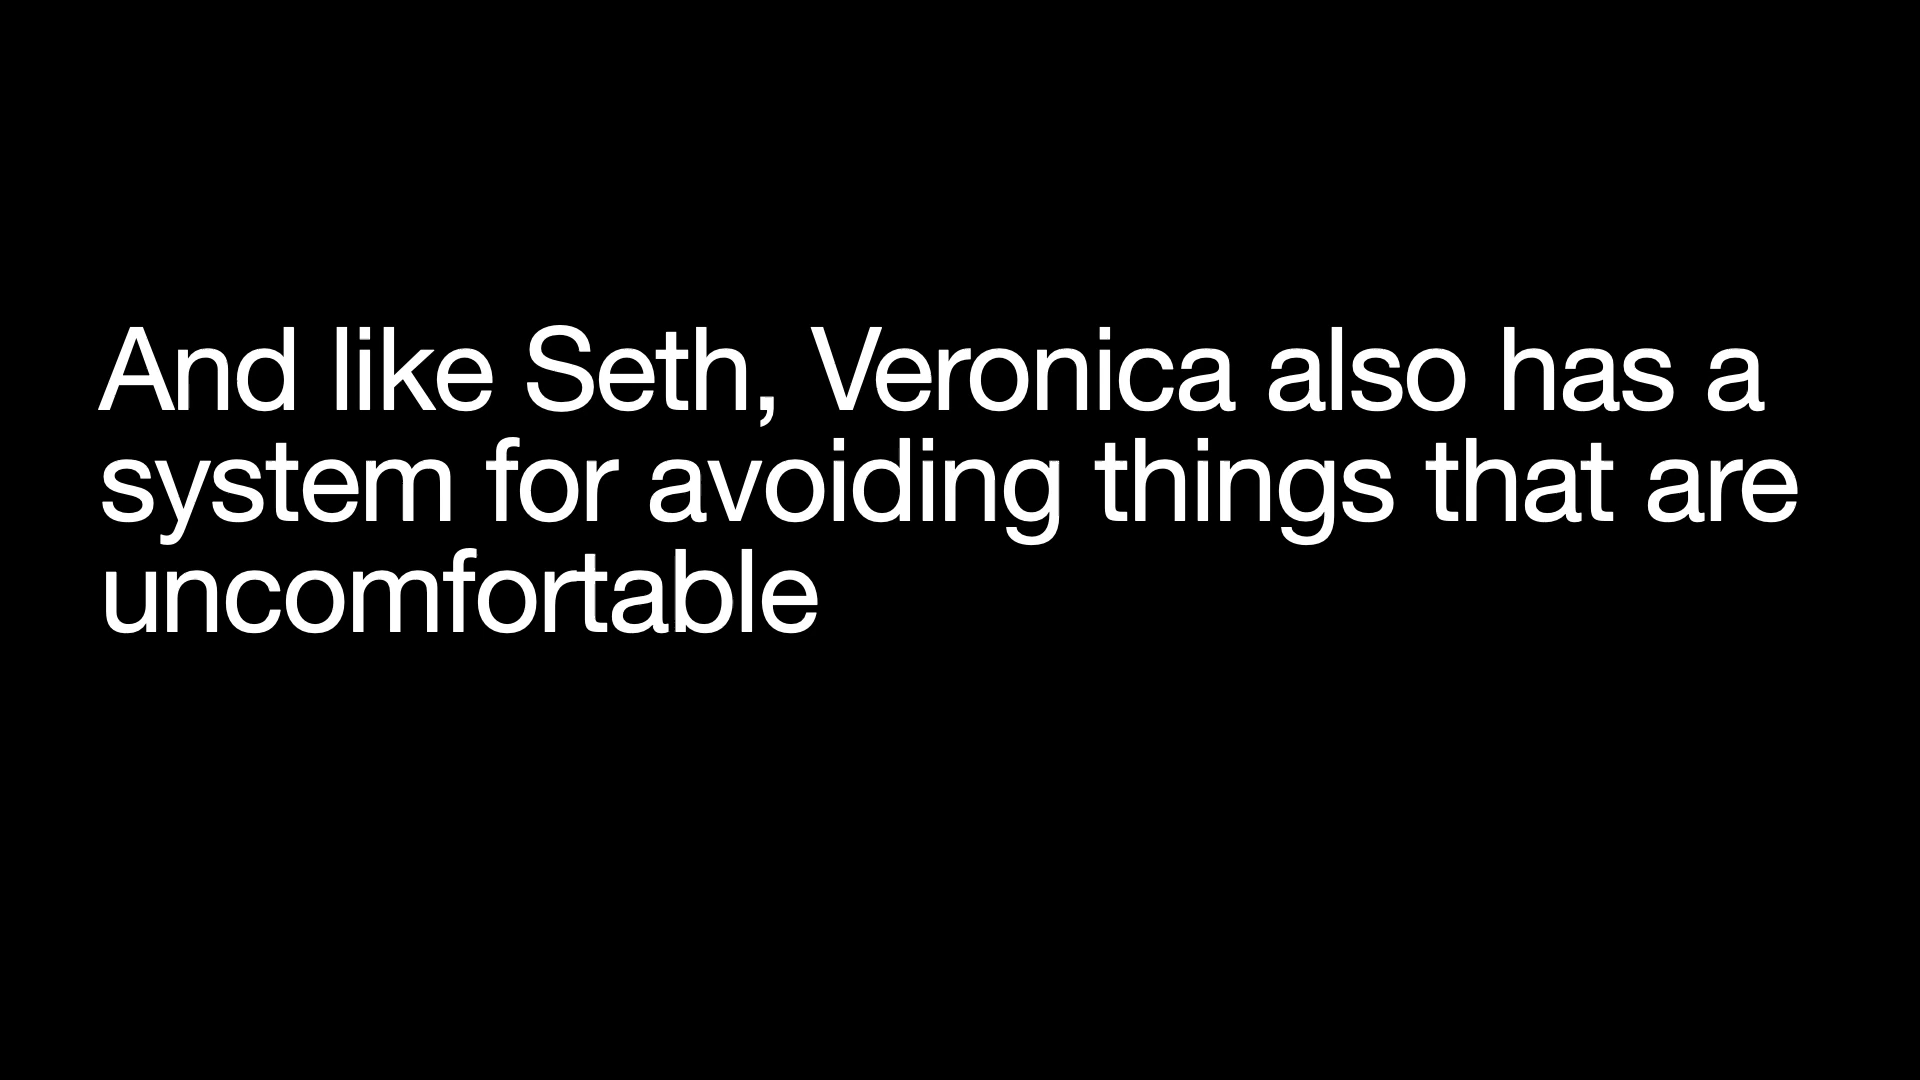 And like Seth, Veronica also has a
system for avoiding things that are
uncomfortable